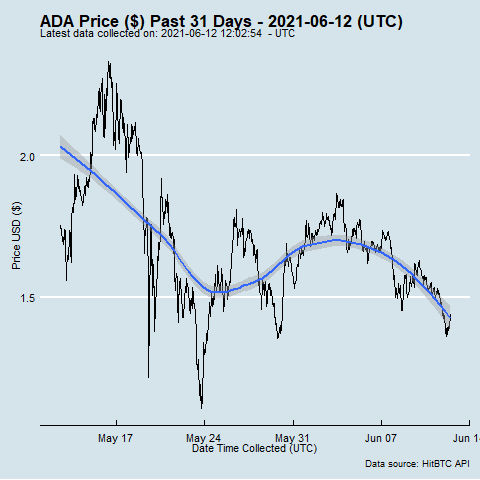 ADA Price ($) Past 31 Days - 2021-06-12 (UTC)
Latest data collected on: 2021-06-12 12:02:54 - UTC
Price USD ($)
2.0
1.5
May 17 May 24 May 31 Jun 07 Jun 14
Date Time Collected (UTC)
Data source: HitBTC API